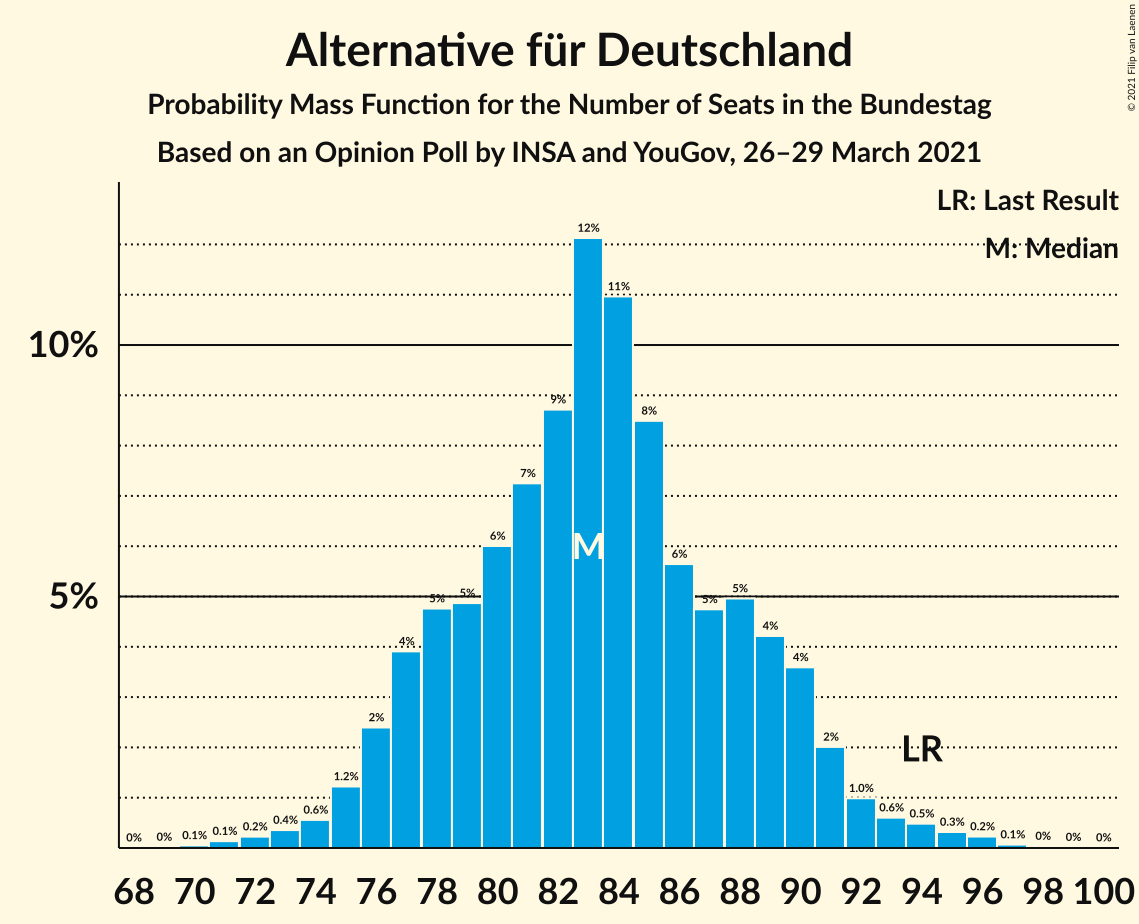 Alternative für Deutschland
Probability Mass Function for the Number of Seats in the Bundestag
Based on an Opinion Poll by INSA and YouGov, 26–29 March 2021
© 2021 Filip van Laenen
LR: Last Result
M: Median
10%
5%
0% 0% 0.1% 0.1% 0.2% 0.4% 0.6% 1.2% 2% 4% 5% 5% 6% 7% 9% 12% 11% 8% 6% 5% 5% 4% 4% 2% 1.0% 0.6% 0.5% 0.3% 0.2% 0.1% 0% 0% 0%
M
LR
68 70 72 74 76 78 80 82 84 86 88 90 92 94 96 98 100